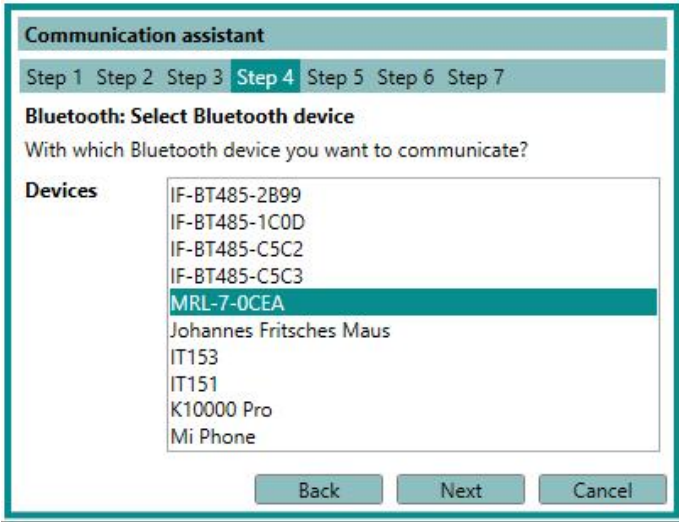 Communication assistant
Step 1 Step 2 Step 3 Step 4 Step 5 Step 6 Step 7
Bluetooth: Select Bluetooth device
With which Bluetooth device you want to communicate?
Devices
IF-BT485-2B99
IF-BT485-1C0D
IF-BT485-C5C2
IF-BT485-C5C3
MRL-7-0CEA
Johannes Fritsches Maus
IT153
IT151
K10000 Pro
Mi Phone
Back Next Cancel